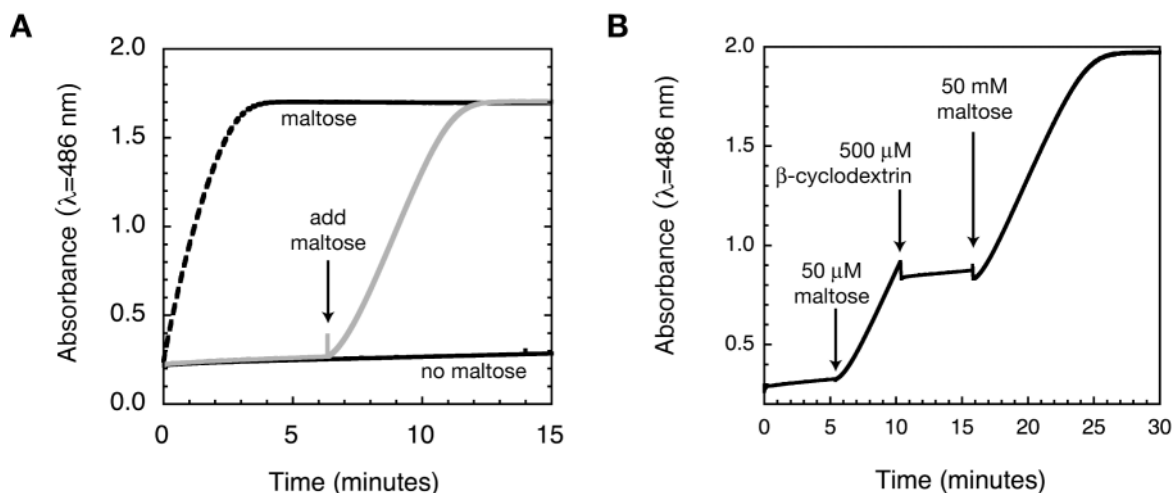 A
Absorbance (λ=486 nm)
2.0
1.5
1.0
0.5
0.0
maltose
add
maltose
no maltose
0
5
10
15
Time (minutes)
B
Absorbance (λ=486 nm)
2.0
1.5
1.0
0.5
50 mM
maltose
500 μM
β-cyclodextrin
50 μM
maltose
0
5
10
15
20
25
30
Time (minutes)